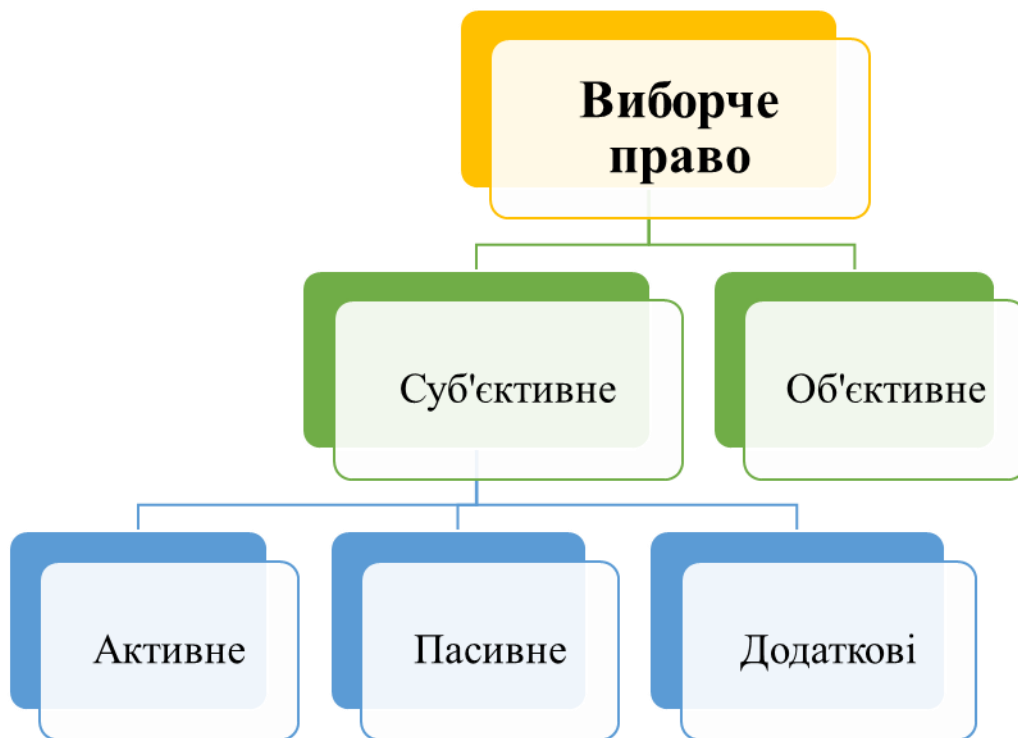 Виборче
право
Суб'єктивне
Об'єктивне
Активне
Пасивне
Додаткові